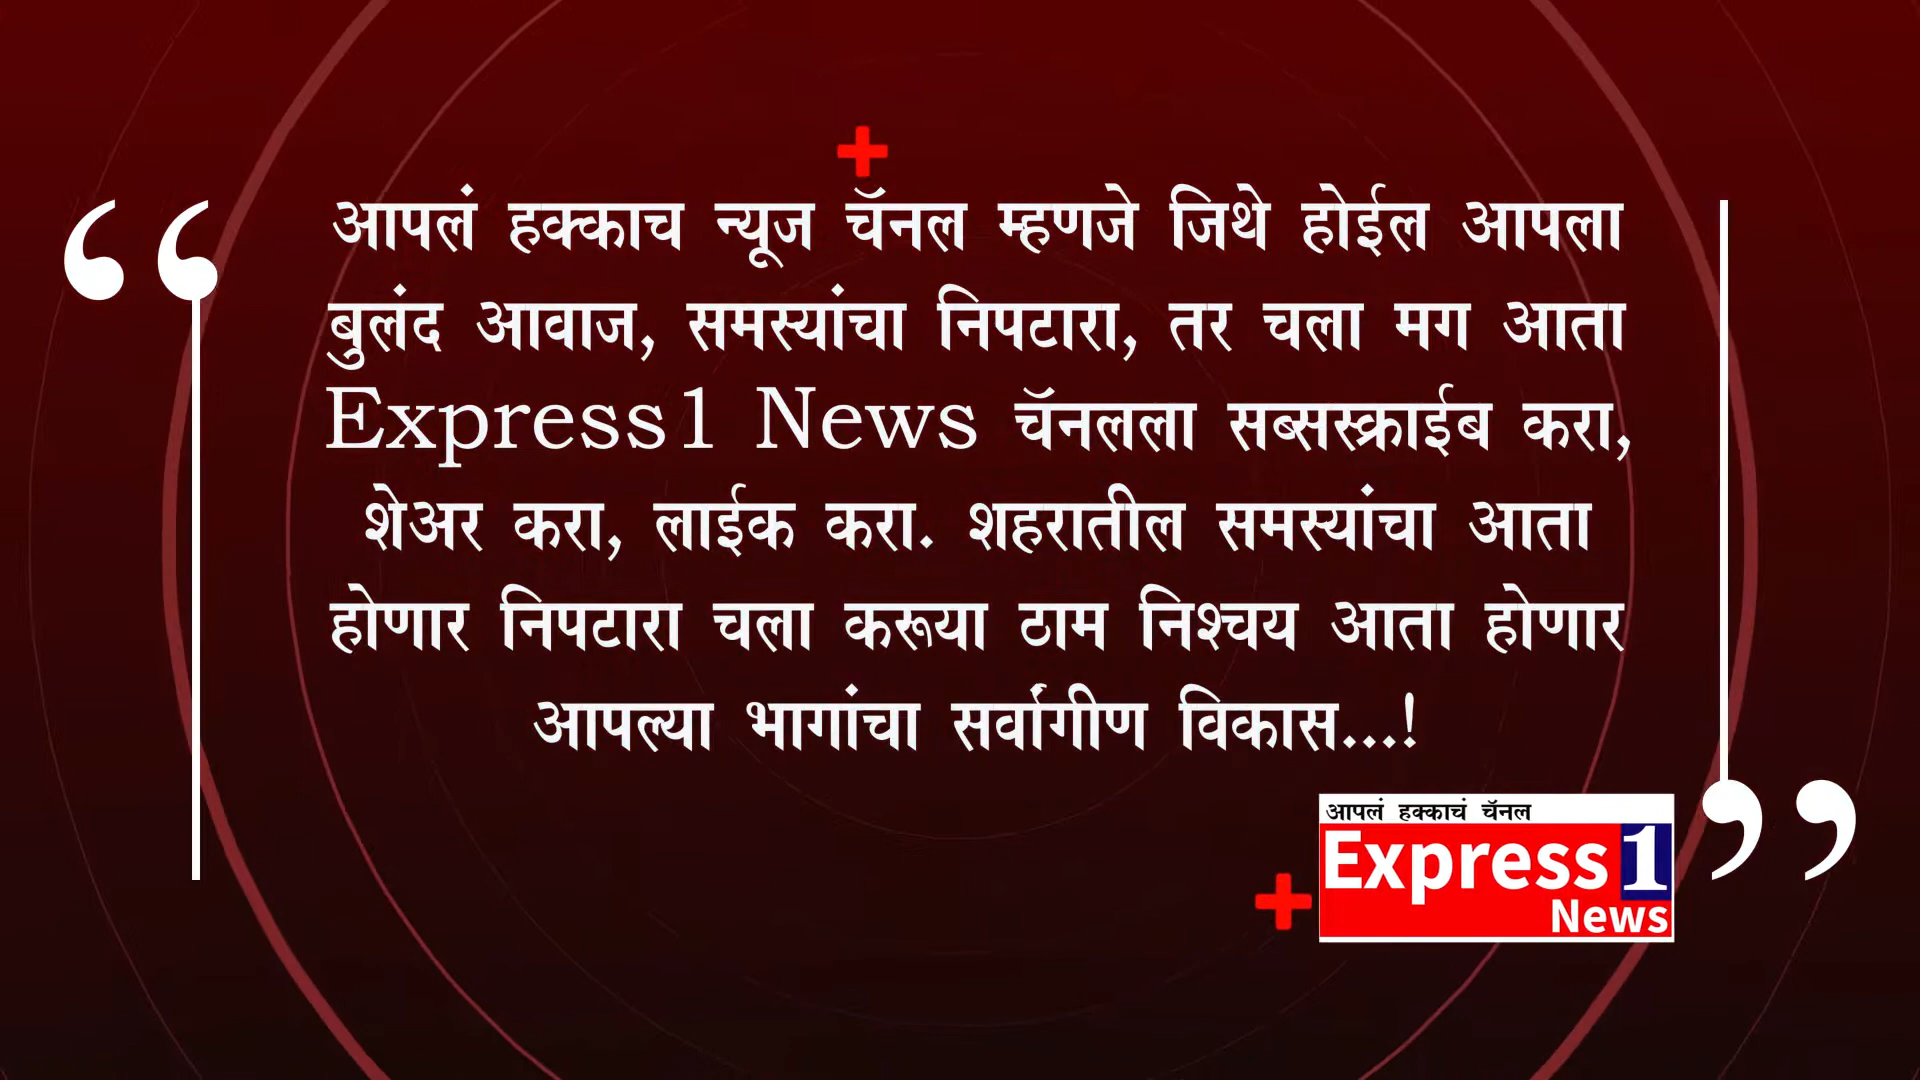 आपलं हक्काच न्यूज चॅनल म्हणजे जिथे होईल आपला
बुलंद आवाज, समस्यांचा निपटारा, तर चला मग आता
Express1 News चॅनलला सब्सस्क्राईब करा,
शेअर करा, लाईक करा. शहरातील समस्यांचा आता
होणार निपटारा चला करूया ठाम निश्चय आता होणार
आपल्या भागांचा सर्वांगीण विकास...!
आपलं हक्काचं चॅनल
Express1
News